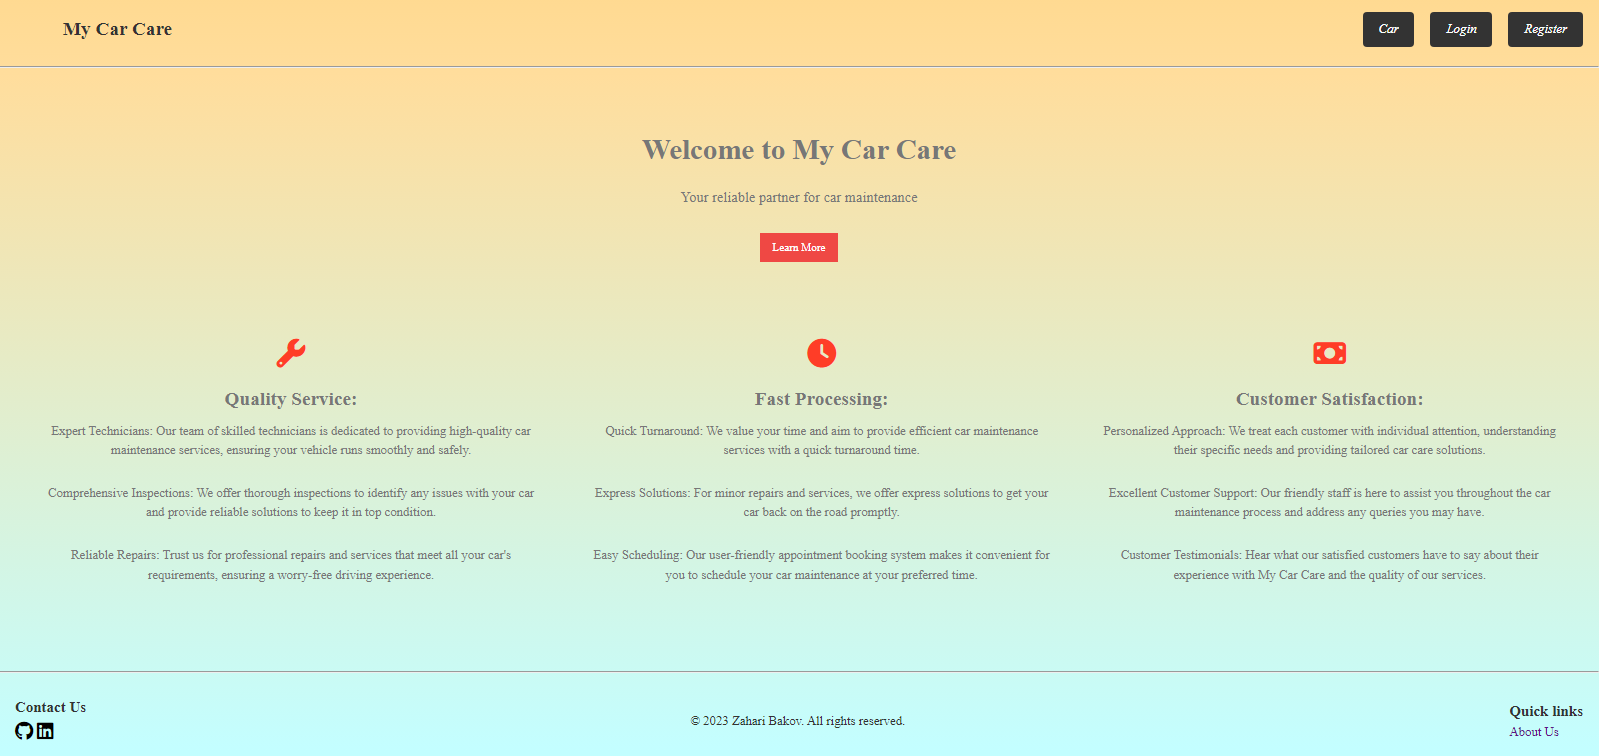 My Car Care
Car
Login
Register
Welcome to My Car Care
Your reliable partner for car maintenance
Learn More
Quality Service:
Expert Technicians: Our team of skilled technicians is dedicated to providing high-quality car
maintenance services, ensuring your vehicle runs smoothly and safely.
Comprehensive Inspections: We offer thorough inspections to identify any issues with your car
and provide reliable solutions to keep it in top condition.
Reliable Repairs: Trust us for professional repairs and services that meet all your car's
requirements, ensuring a worry-free driving experience.
Fast Processing:
Quick Turnaround: We value your time and aim to provide efficient car maintenance
services with a quick turnaround time.
Express Solutions: For minor repairs and services, we offer express solutions to get your
car back on the road promptly.
Easy Scheduling: Our user-friendly appointment booking system makes it convenient for
you to schedule your car maintenance at your preferred time.
Customer Satisfaction:
Personalized Approach: We treat each customer with individual attention, understanding
their specific needs and providing tailored car care solutions.
Excellent Customer Support: Our friendly staff is here to assist you throughout the car
maintenance process and address any queries you may have.
Customer Testimonials: Hear what our satisfied customers have to say about their
experience with My Car Care and the quality of our services.
Contact Us
in
© 2023 Zahari Bakov. All rights reserved.
Quick links
About Us